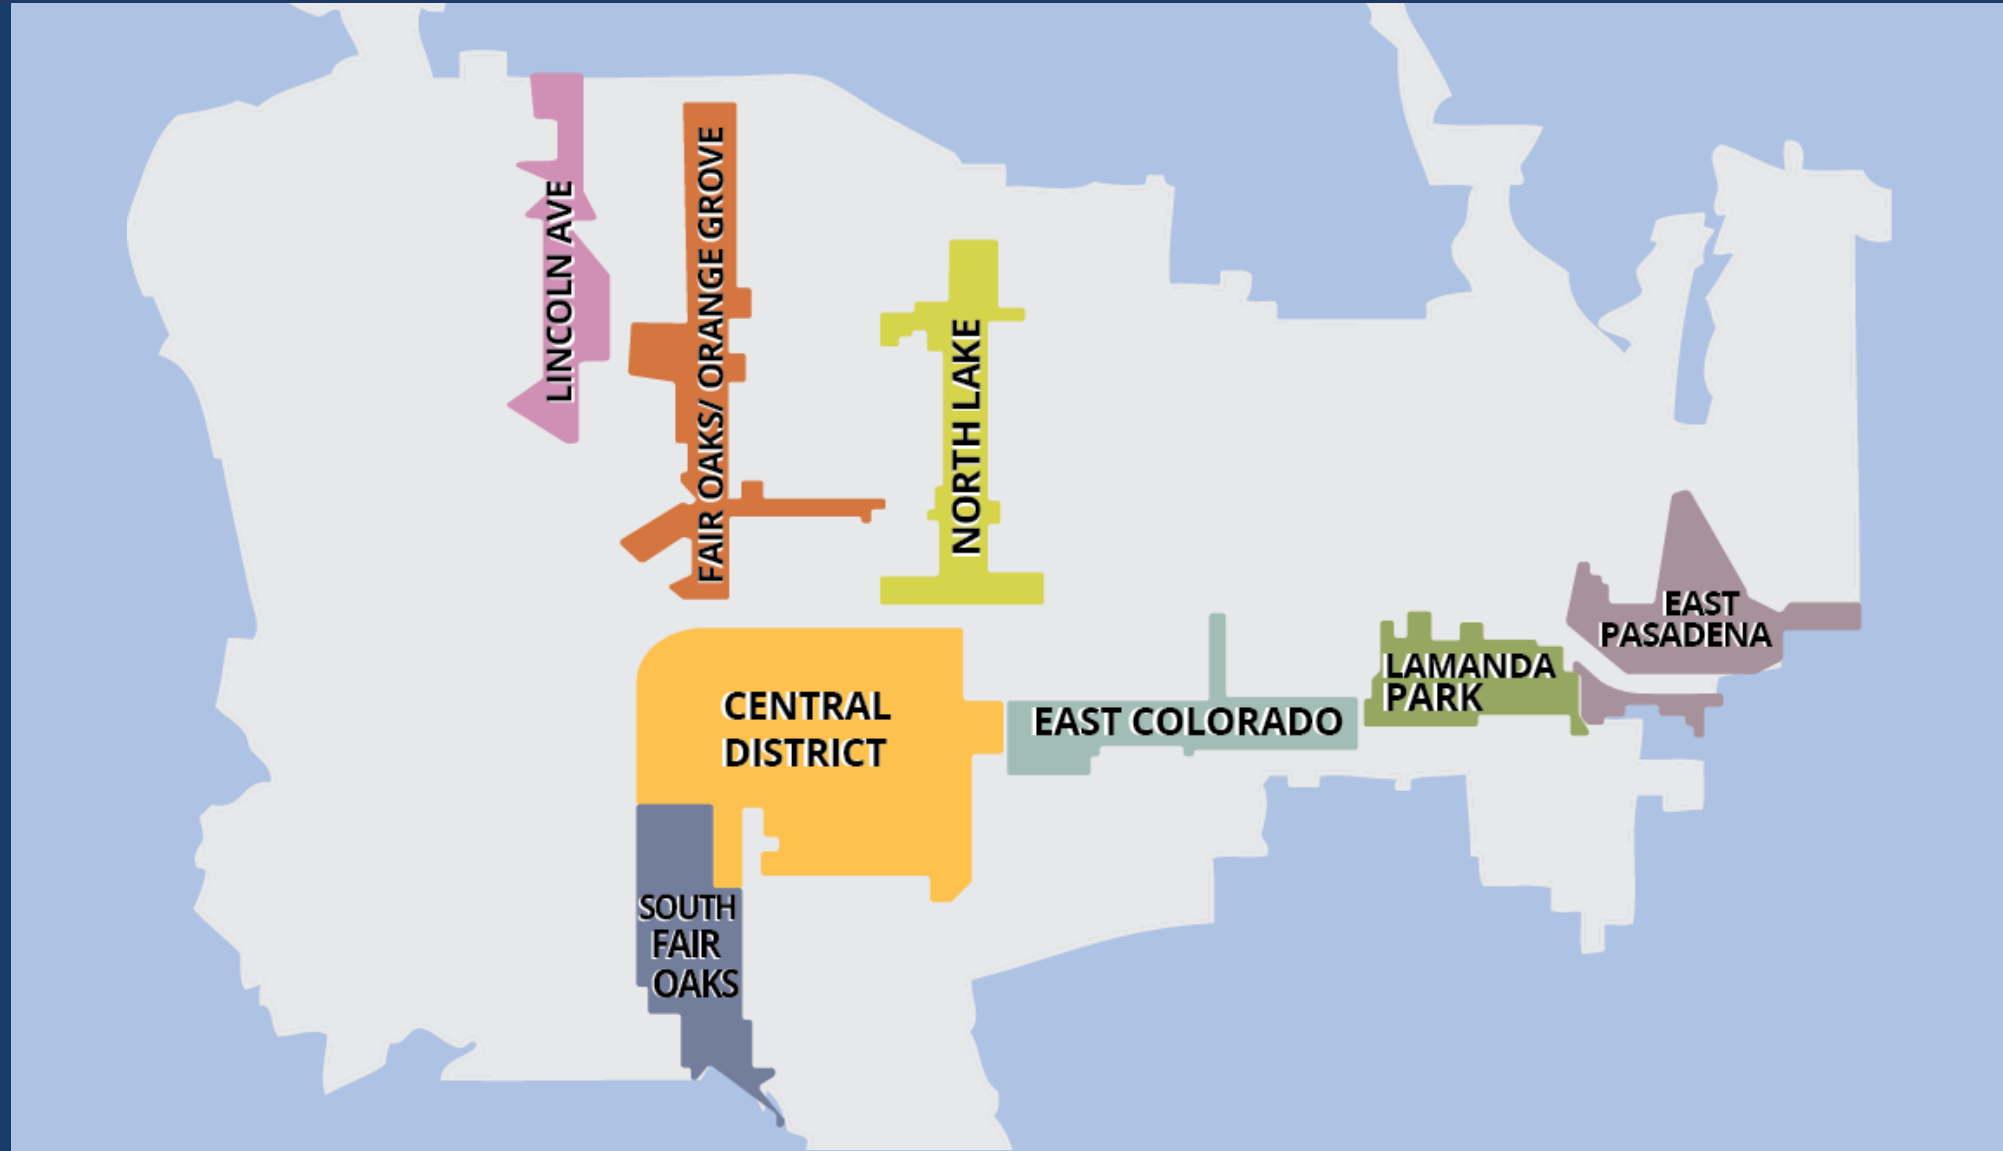 LINCOLN AVE
FAIR OAKS/ ORANGE GROVE
NORTH LAKE
CENTRAL
DISTRICT
EAST COLORADO
LAMANDA
PARK
EAST
PASADENA
SOUTH
FAIR
OAKS